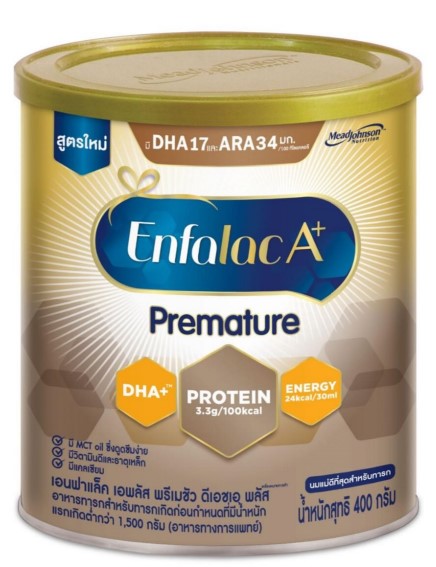 MeadJohnson
สูตรใหม่
มี DHA 17 และ ARA 34 มก.
MeadJohnson
Nutrition
Enfalac A+
Premature
DHA+™
PROTEIN
3.3g/100kcal
ENERGY
24kcal/30ml
มี MCT oil ซึ่งดูดซึมง่าย
มีวิตามินดีและธาตุเหล็ก
มีแคลเซียม
เอนฟาแล็ค เอพลัส พรีเมชัว ดีเอชเอ พลัส
อาหารทารกสำหรับทารกเกิดก่อนกำหนดที่มีน้ำหนัก
แรกเกิดต่ำกว่า 1,500 กรัม (อาหารทางการแพทย์)
นมแม่ดีที่สุดสำหรับทารก
น้ำหนักสุทธิ 400 กรัม